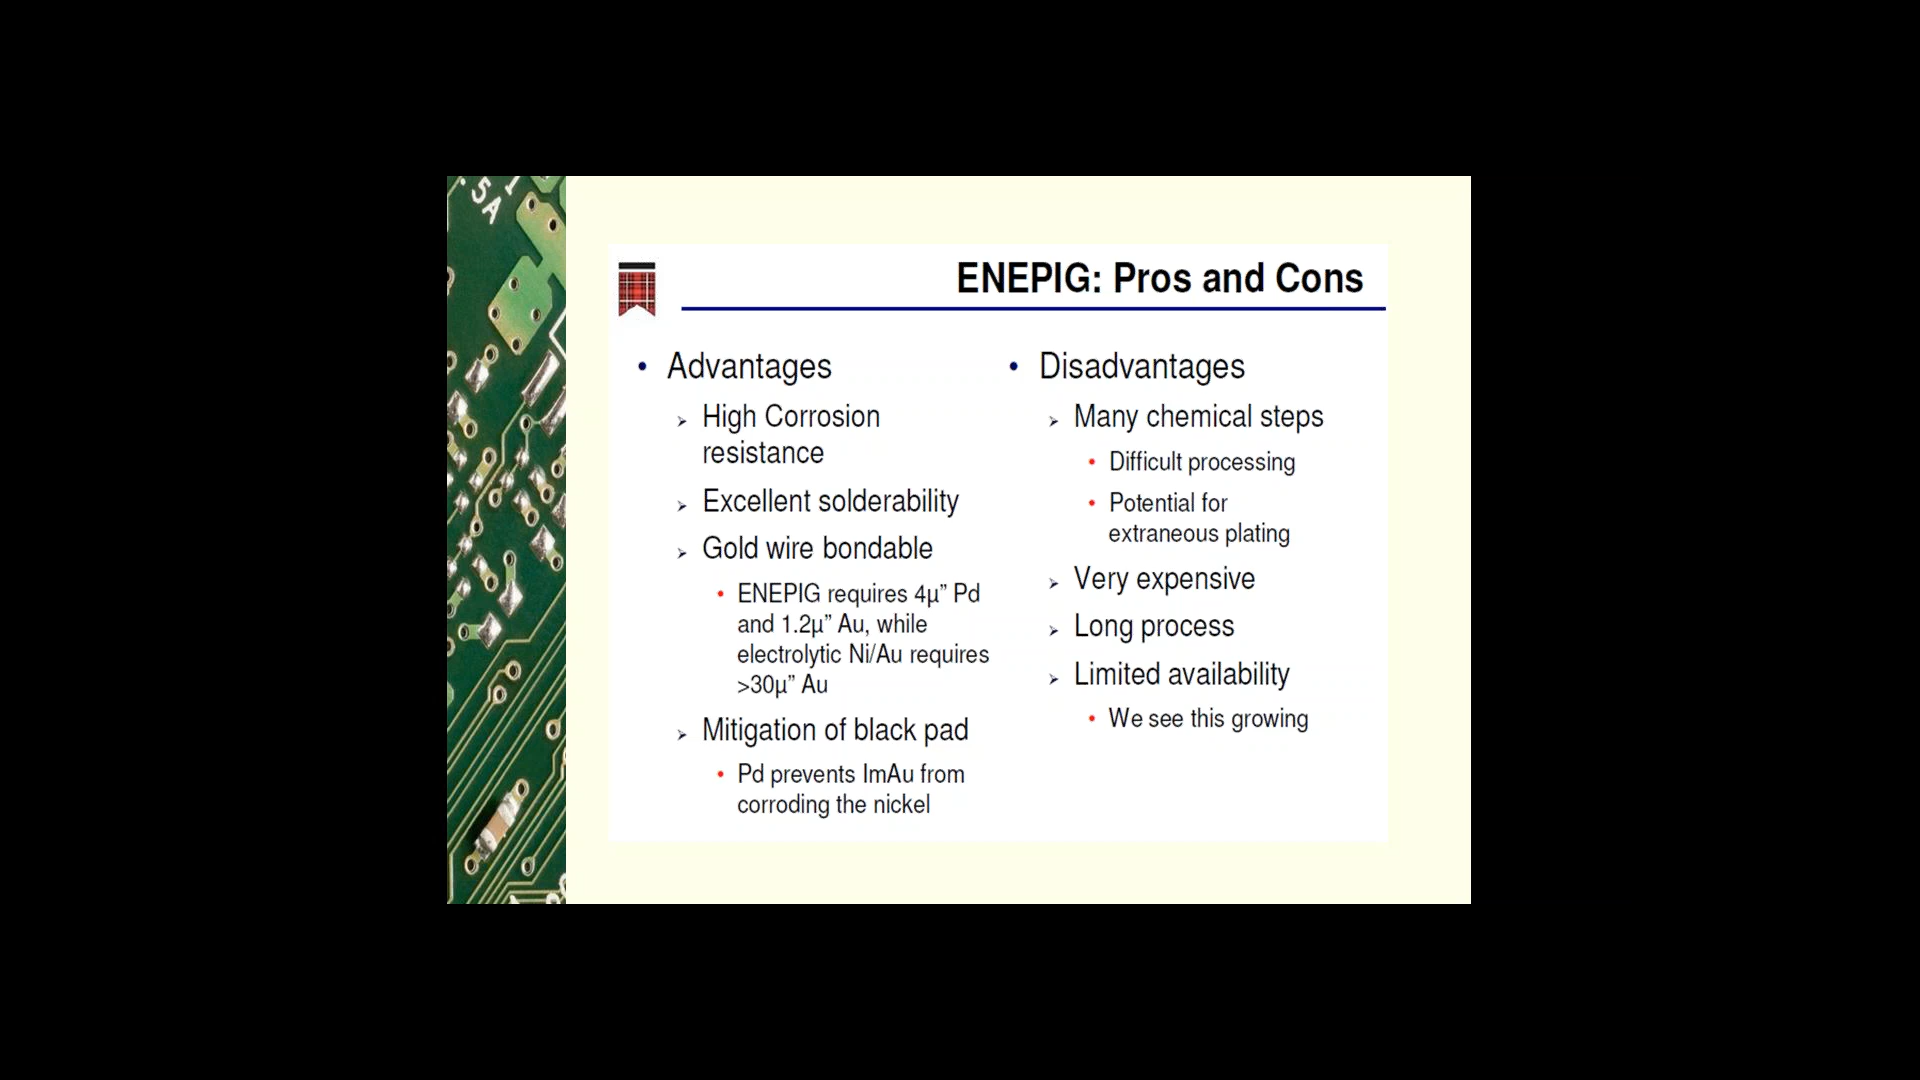 .5A
ENEPIG: Pros and Cons
• Advantages
➢ High Corrosion
resistance
➢ Excellent solderability
➢ Gold wire bondable
• ENEPIG requires 4µ” Pd
and 1.2µ” Au, while
electrolytic Ni/Au requires
>30µ” Au
➢ Mitigation of black pad
• Pd prevents ImAu from
corroding the nickel
• Disadvantages
➢ Many chemical steps
• Difficult processing
• Potential for
extraneous plating
➢ Very expensive
➢ Long process
➢ Limited availability
• We see this growing